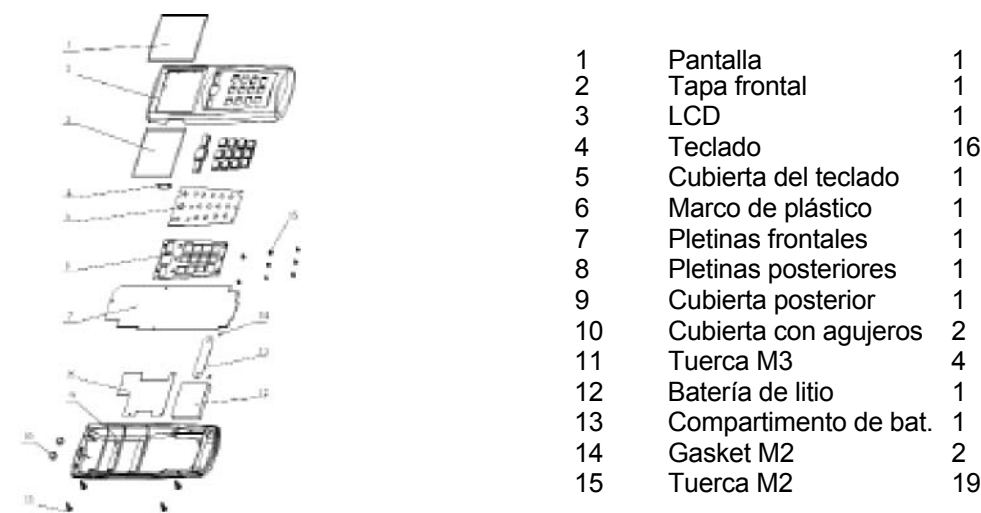 1 Pantalla 1
2 Tapa frontal 1
3 LCD 1
4 Teclado 16
5 Cubierta del teclado 1
6 Marco de plástico 1
7 Pletinas frontales 1
8 Pletinas posteriores 1
9 Cubierta posterior 1
10 Cubierta con agujeros 2
11 Tuerca M3 4
12 Batería de litio 1
13 Compartimento de bat. 1
14 Gasket M2 2
15 Tuerca M2 19